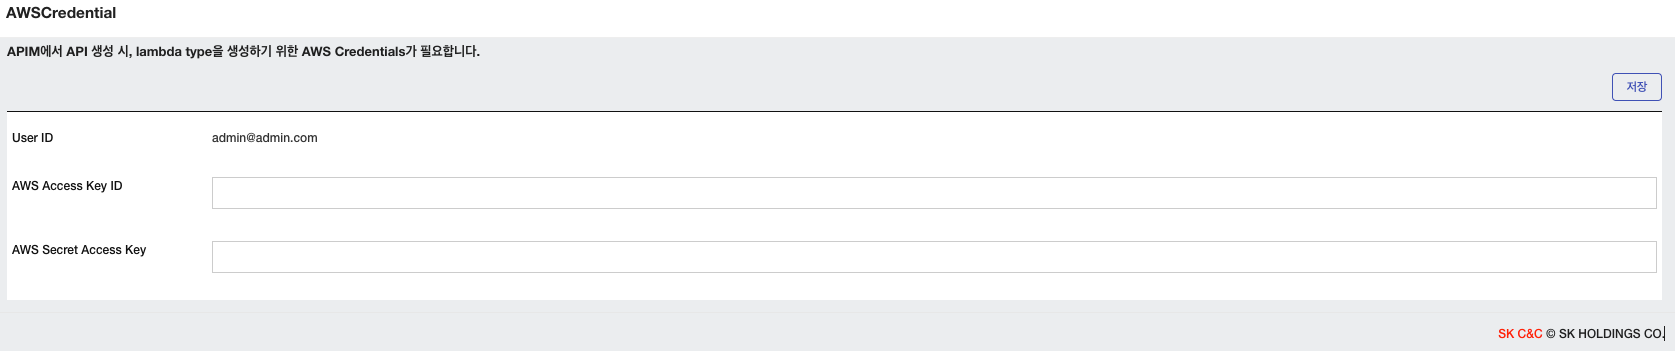 AWSCredential
APIM에서 API 생성 시, lambda type을 생성하기 위한 AWS Credentials가 필요합니다.
저장
User ID admin@admin.com
AWS Access Key ID
AWS Secret Access Key
SK C&C © SK HOLDINGS CO.